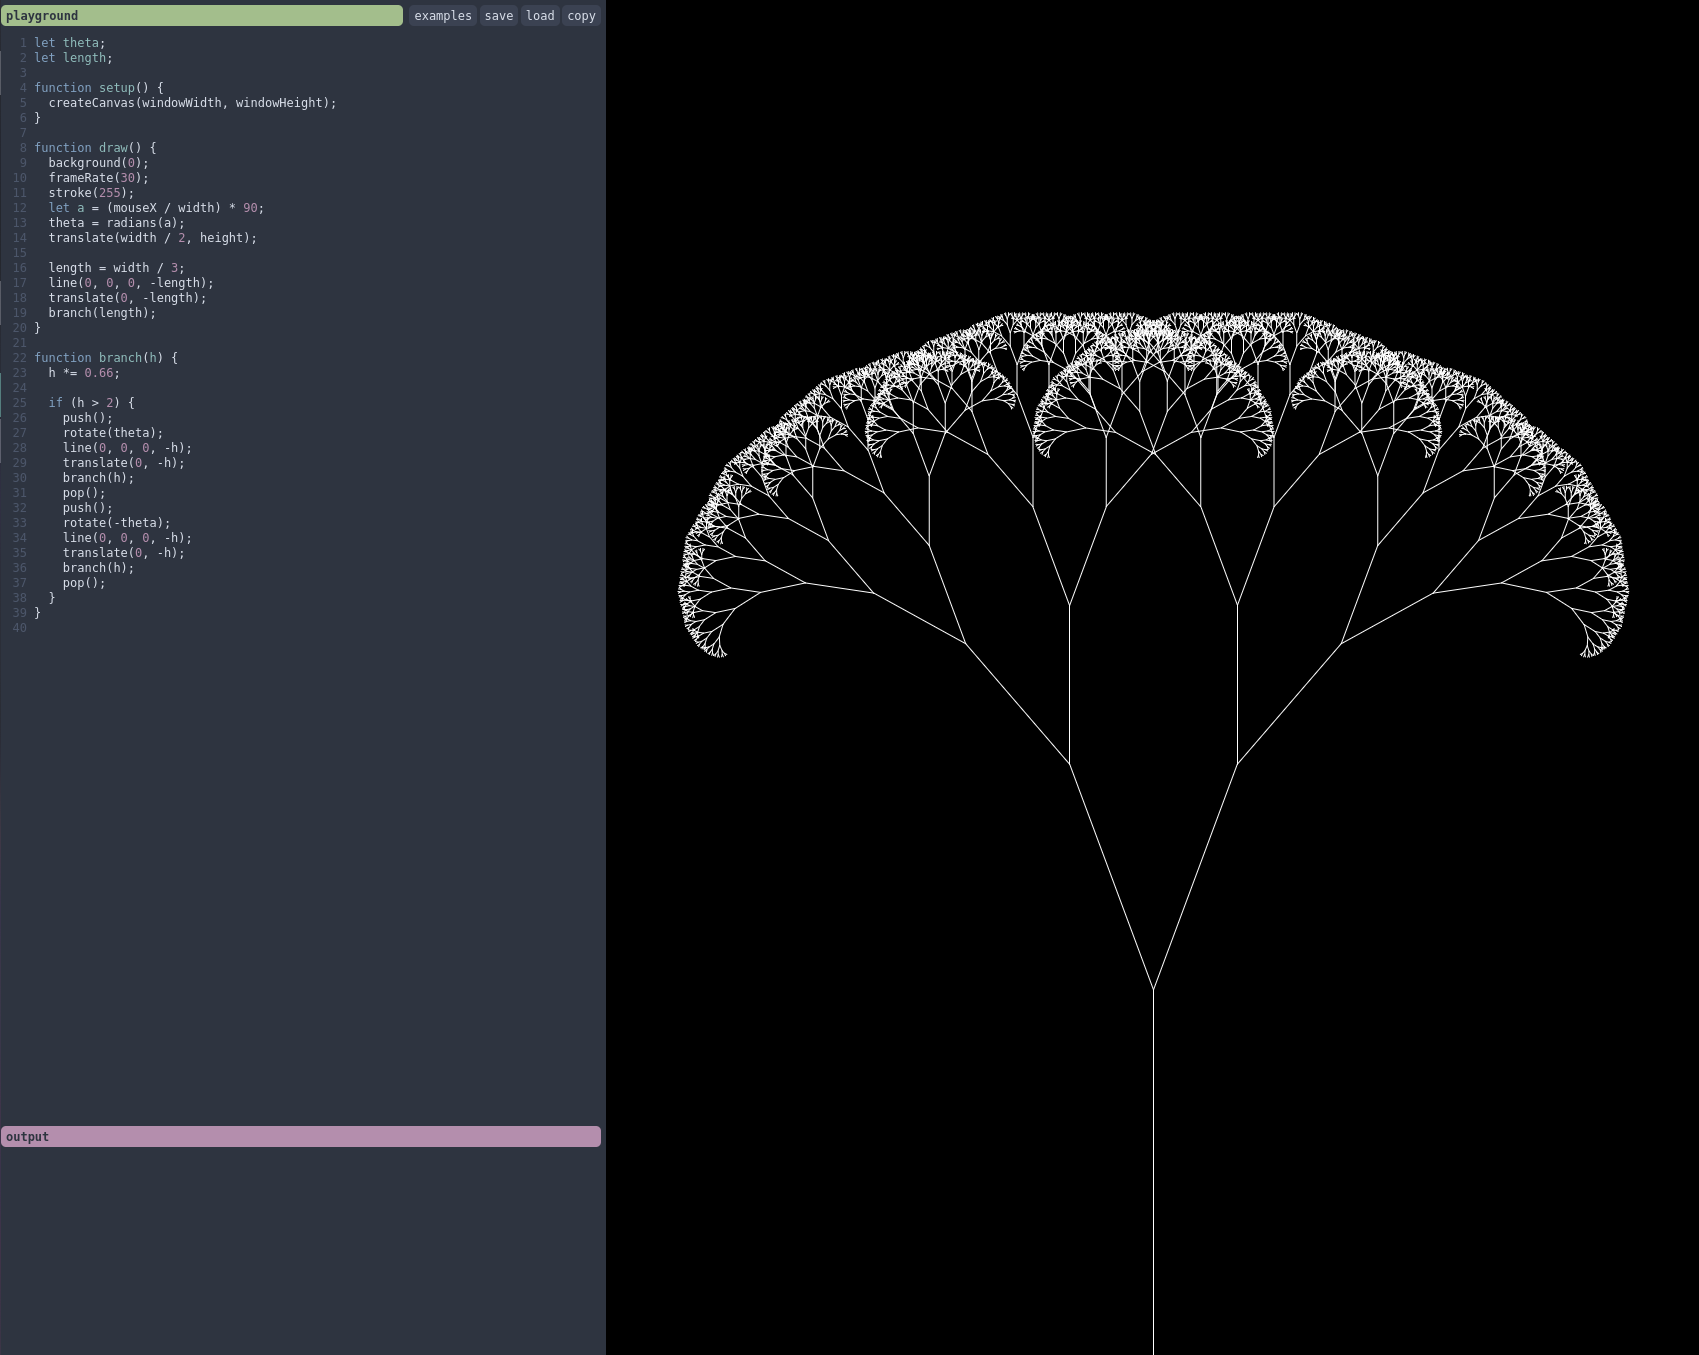 playground examples save load copy
1 let theta;
2 let length;
3
4 function setup() {
5   createCanvas(windowWidth, windowHeight);
6 }
7
8 function draw() {
9   background(0);
10   frameRate(30);
11   stroke(255);
12   let a = (mouseX / width) * 90;
13   theta = radians(a);
14   translate(width / 2, height);
15
16   length = width / 3;
17   line(0, 0, 0, -length);
18   translate(0, -length);
19   branch(length);
20 }
21
22 function branch(h) {
23   h *= 0.66;
24
25   if (h > 2) {
26     push();
27     rotate(theta);
28     line(0, 0, 0, -h);
29     translate(0, -h);
30     branch(h);
31     pop();
32     push();
33     rotate(-theta);
34     line(0, 0, 0, -h);
35     translate(0, -h);
36     branch(h);
37     pop();
38   }
39 }
40
output